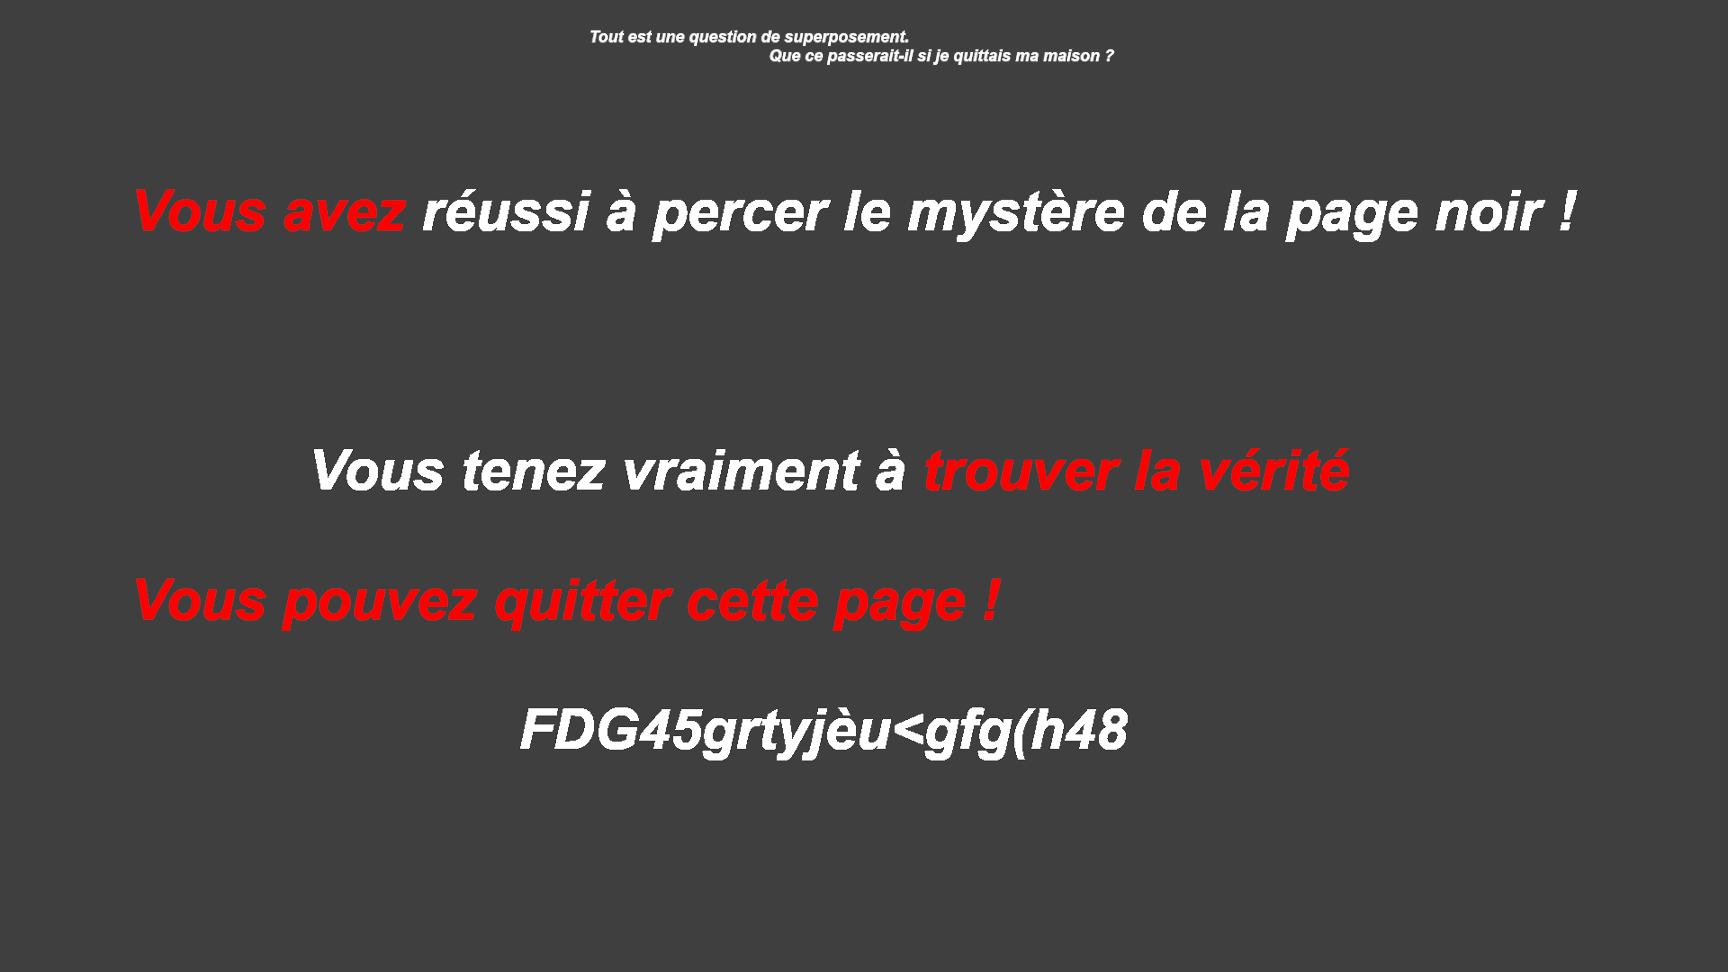 Tout est une question de superposement.
Que ce passerait-il si je quittais ma maison ?
Vous avez réussi à percer le mystère de la page noir !
Vous tenez vraiment à trouver la vérité
Vous pouvez quitter cette page !
FDG45grtyjèu<gfg(h48